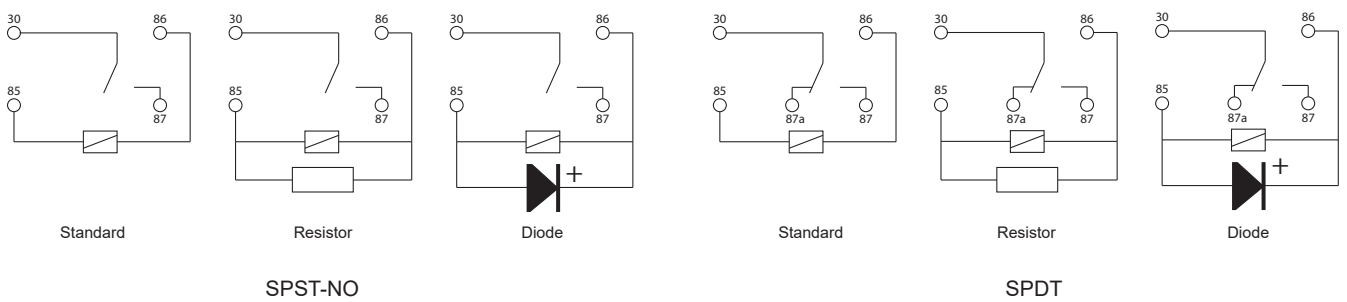 30 86 30 86 30 86 30 86 30 86 30 86
85 85 85 85 85 85
87 87 87 87a 87 87a 87 87a 87
+ +
Standard Resistor Diode Standard Resistor Diode
SPST-NO SPDT